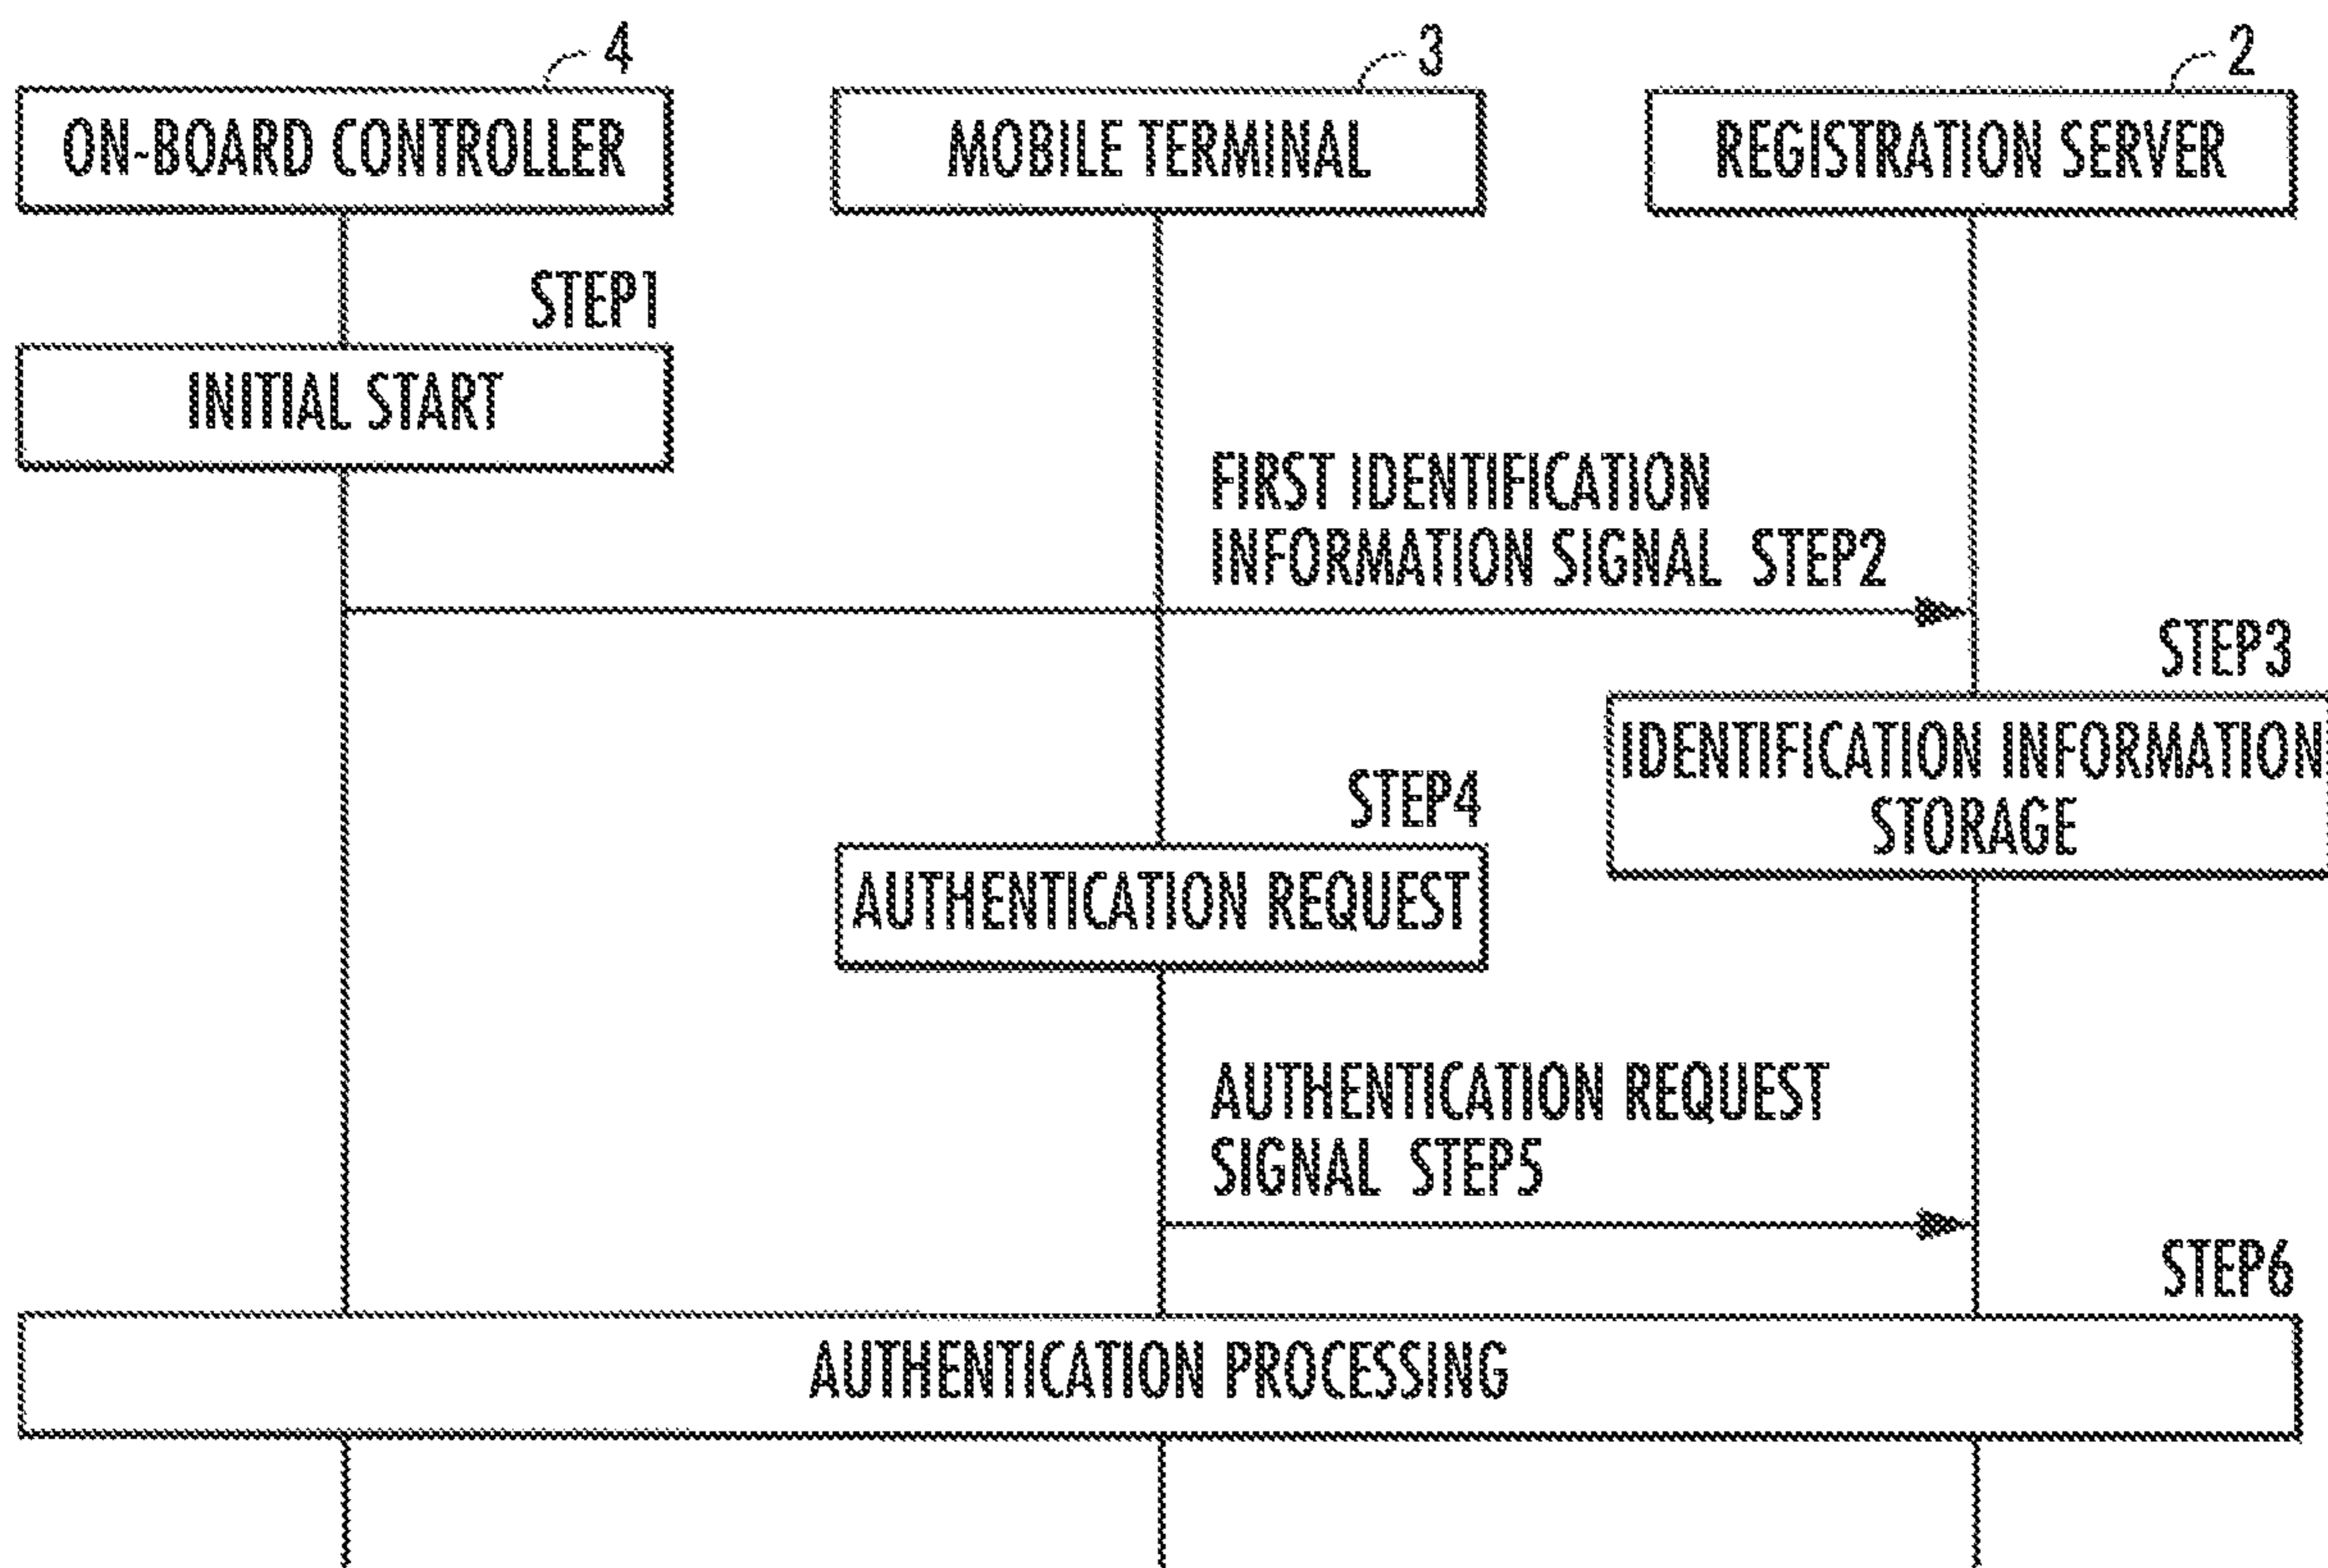 4
3
2
ON-BOARD CONTROLLER
MOBILE TERMINAL
REGISTRATION SERVER
STEP1
INITIAL START
FIRST IDENTIFICATION
INFORMATION SIGNAL STEP2
STEP3
IDENTIFICATION INFORMATION
STORAGE
STEP4
AUTHENTICATION REQUEST
AUTHENTICATION REQUEST
SIGNAL STEP5
STEP6
AUTHENTICATION PROCESSING